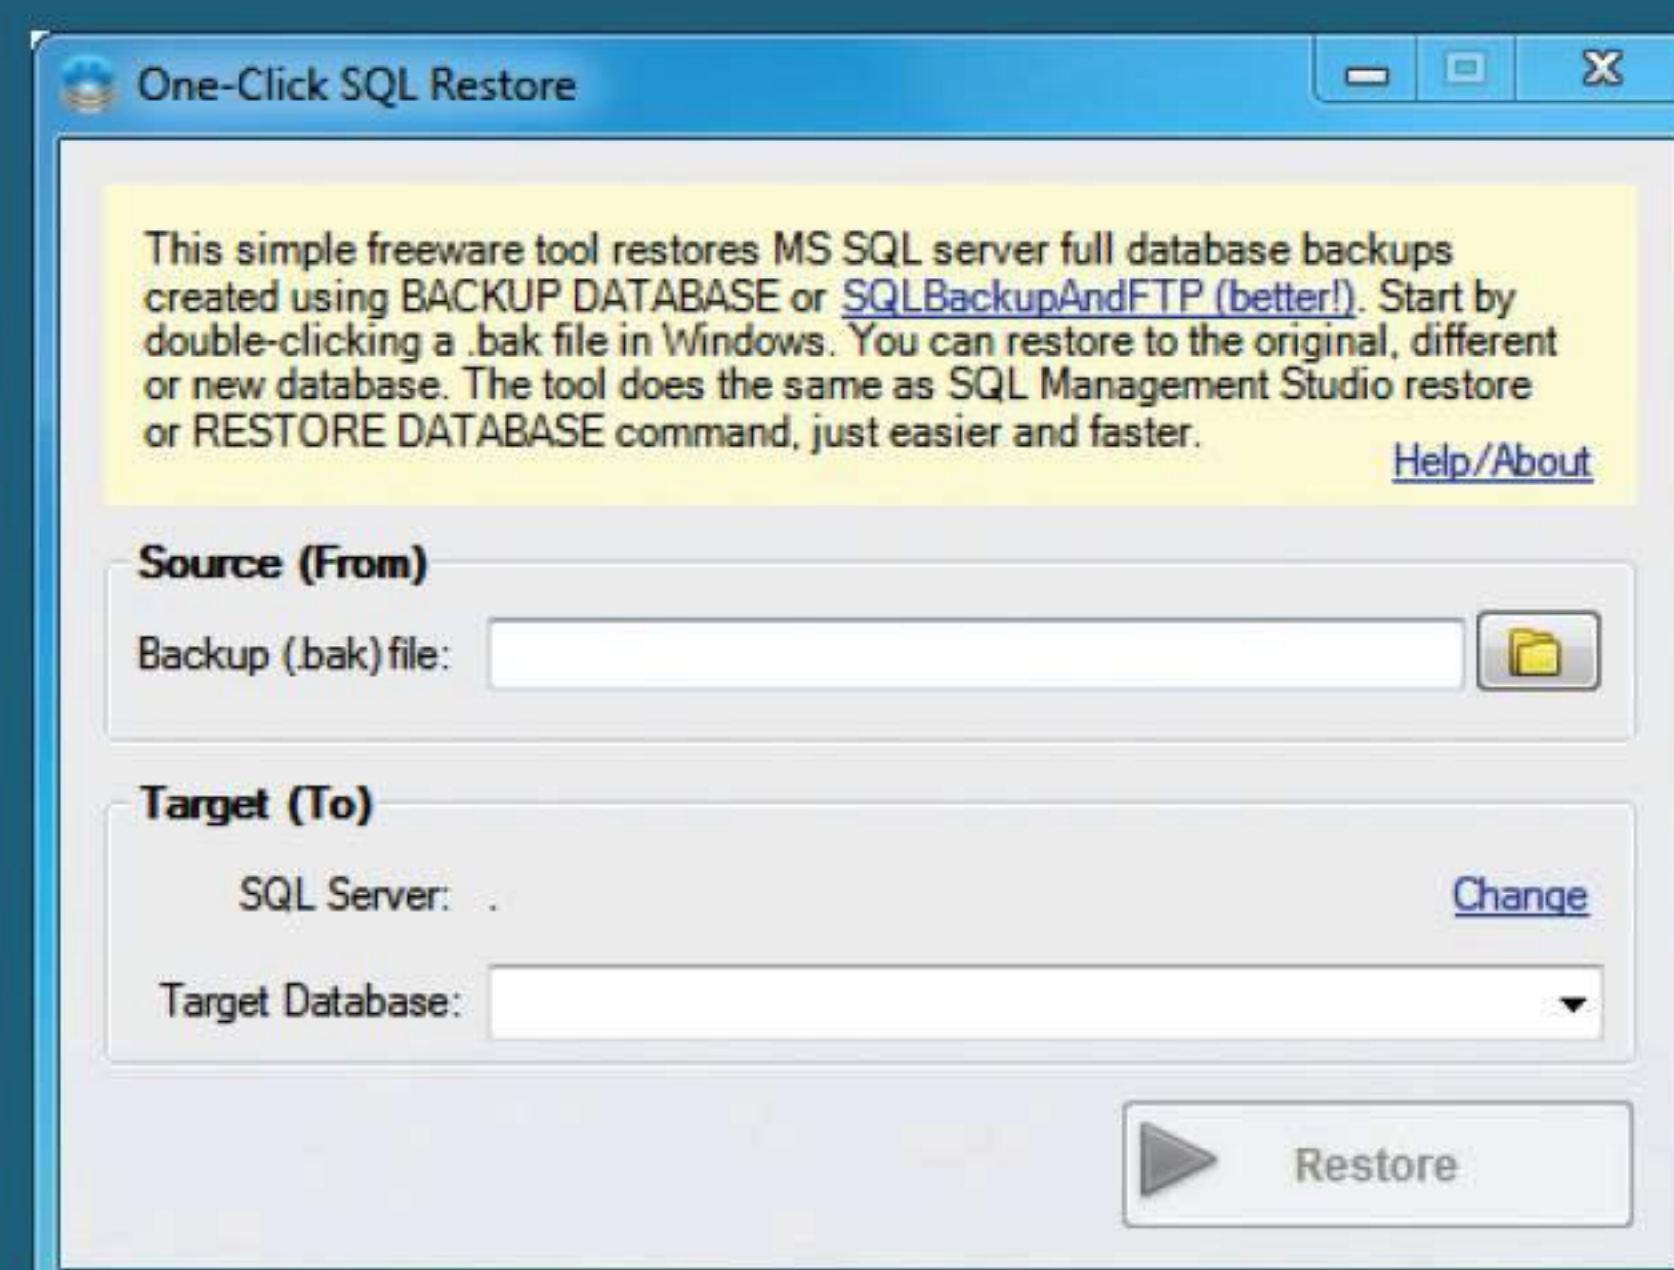 One-Click SQL Restore
This simple freeware tool restores MS SQL server full database backups
created using BACKUP DATABASE or SQLBackupAndFTP (better!). Start by
double-clicking a .bak file in Windows. You can restore to the original, different
or new database. The tool does the same as SQL Management Studio restore
or RESTORE DATABASE command, just easier and faster.
Help/About
Source (From)
Backup (.bak) file:
Target (To)
SQL Server: .
Change
Target Database:
Restore